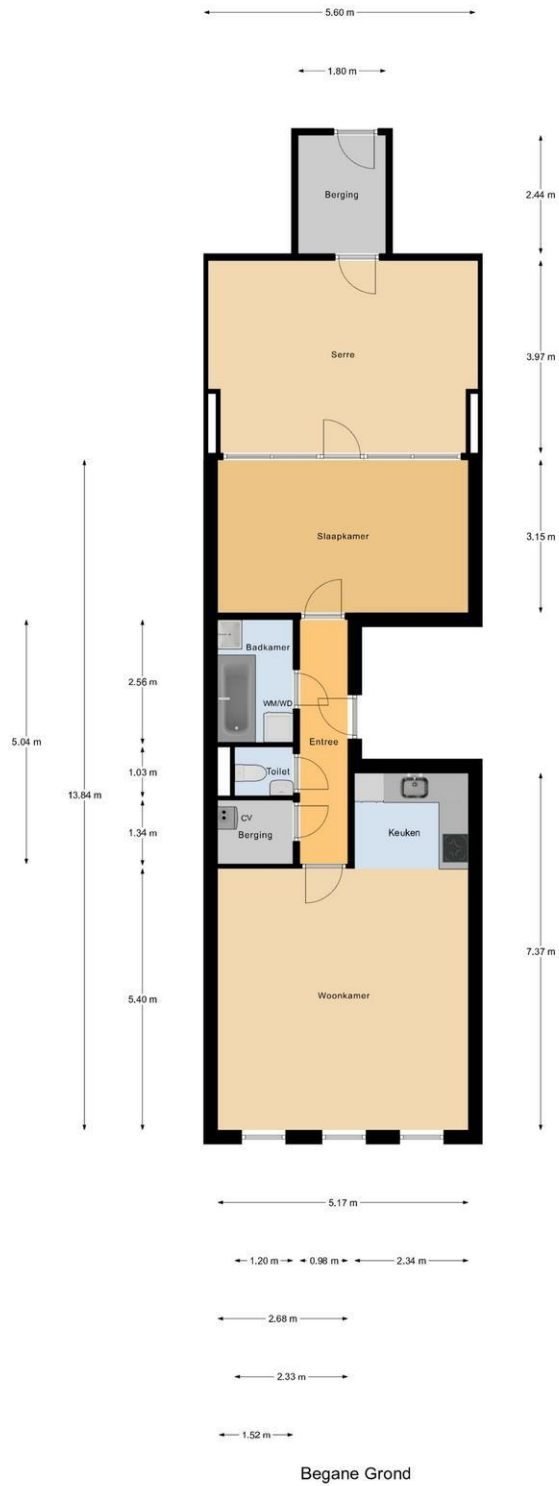 5.60 m
1.80 m
Berging
2.44 m
Serre
3.97 m
Slaapkamer
3.15 m
Badkamer
2.56 m
WM/WD
5.04 m
Entree
Toilet
1.03 m
13.84 m
CV
1.34 m
Berging
Keuken
7.37 m
Woonkamer
5.40 m
5.17 m
1.20 m
0.98 m
2.34 m
2.68 m
2.33 m
1.52 m
Begane Grond